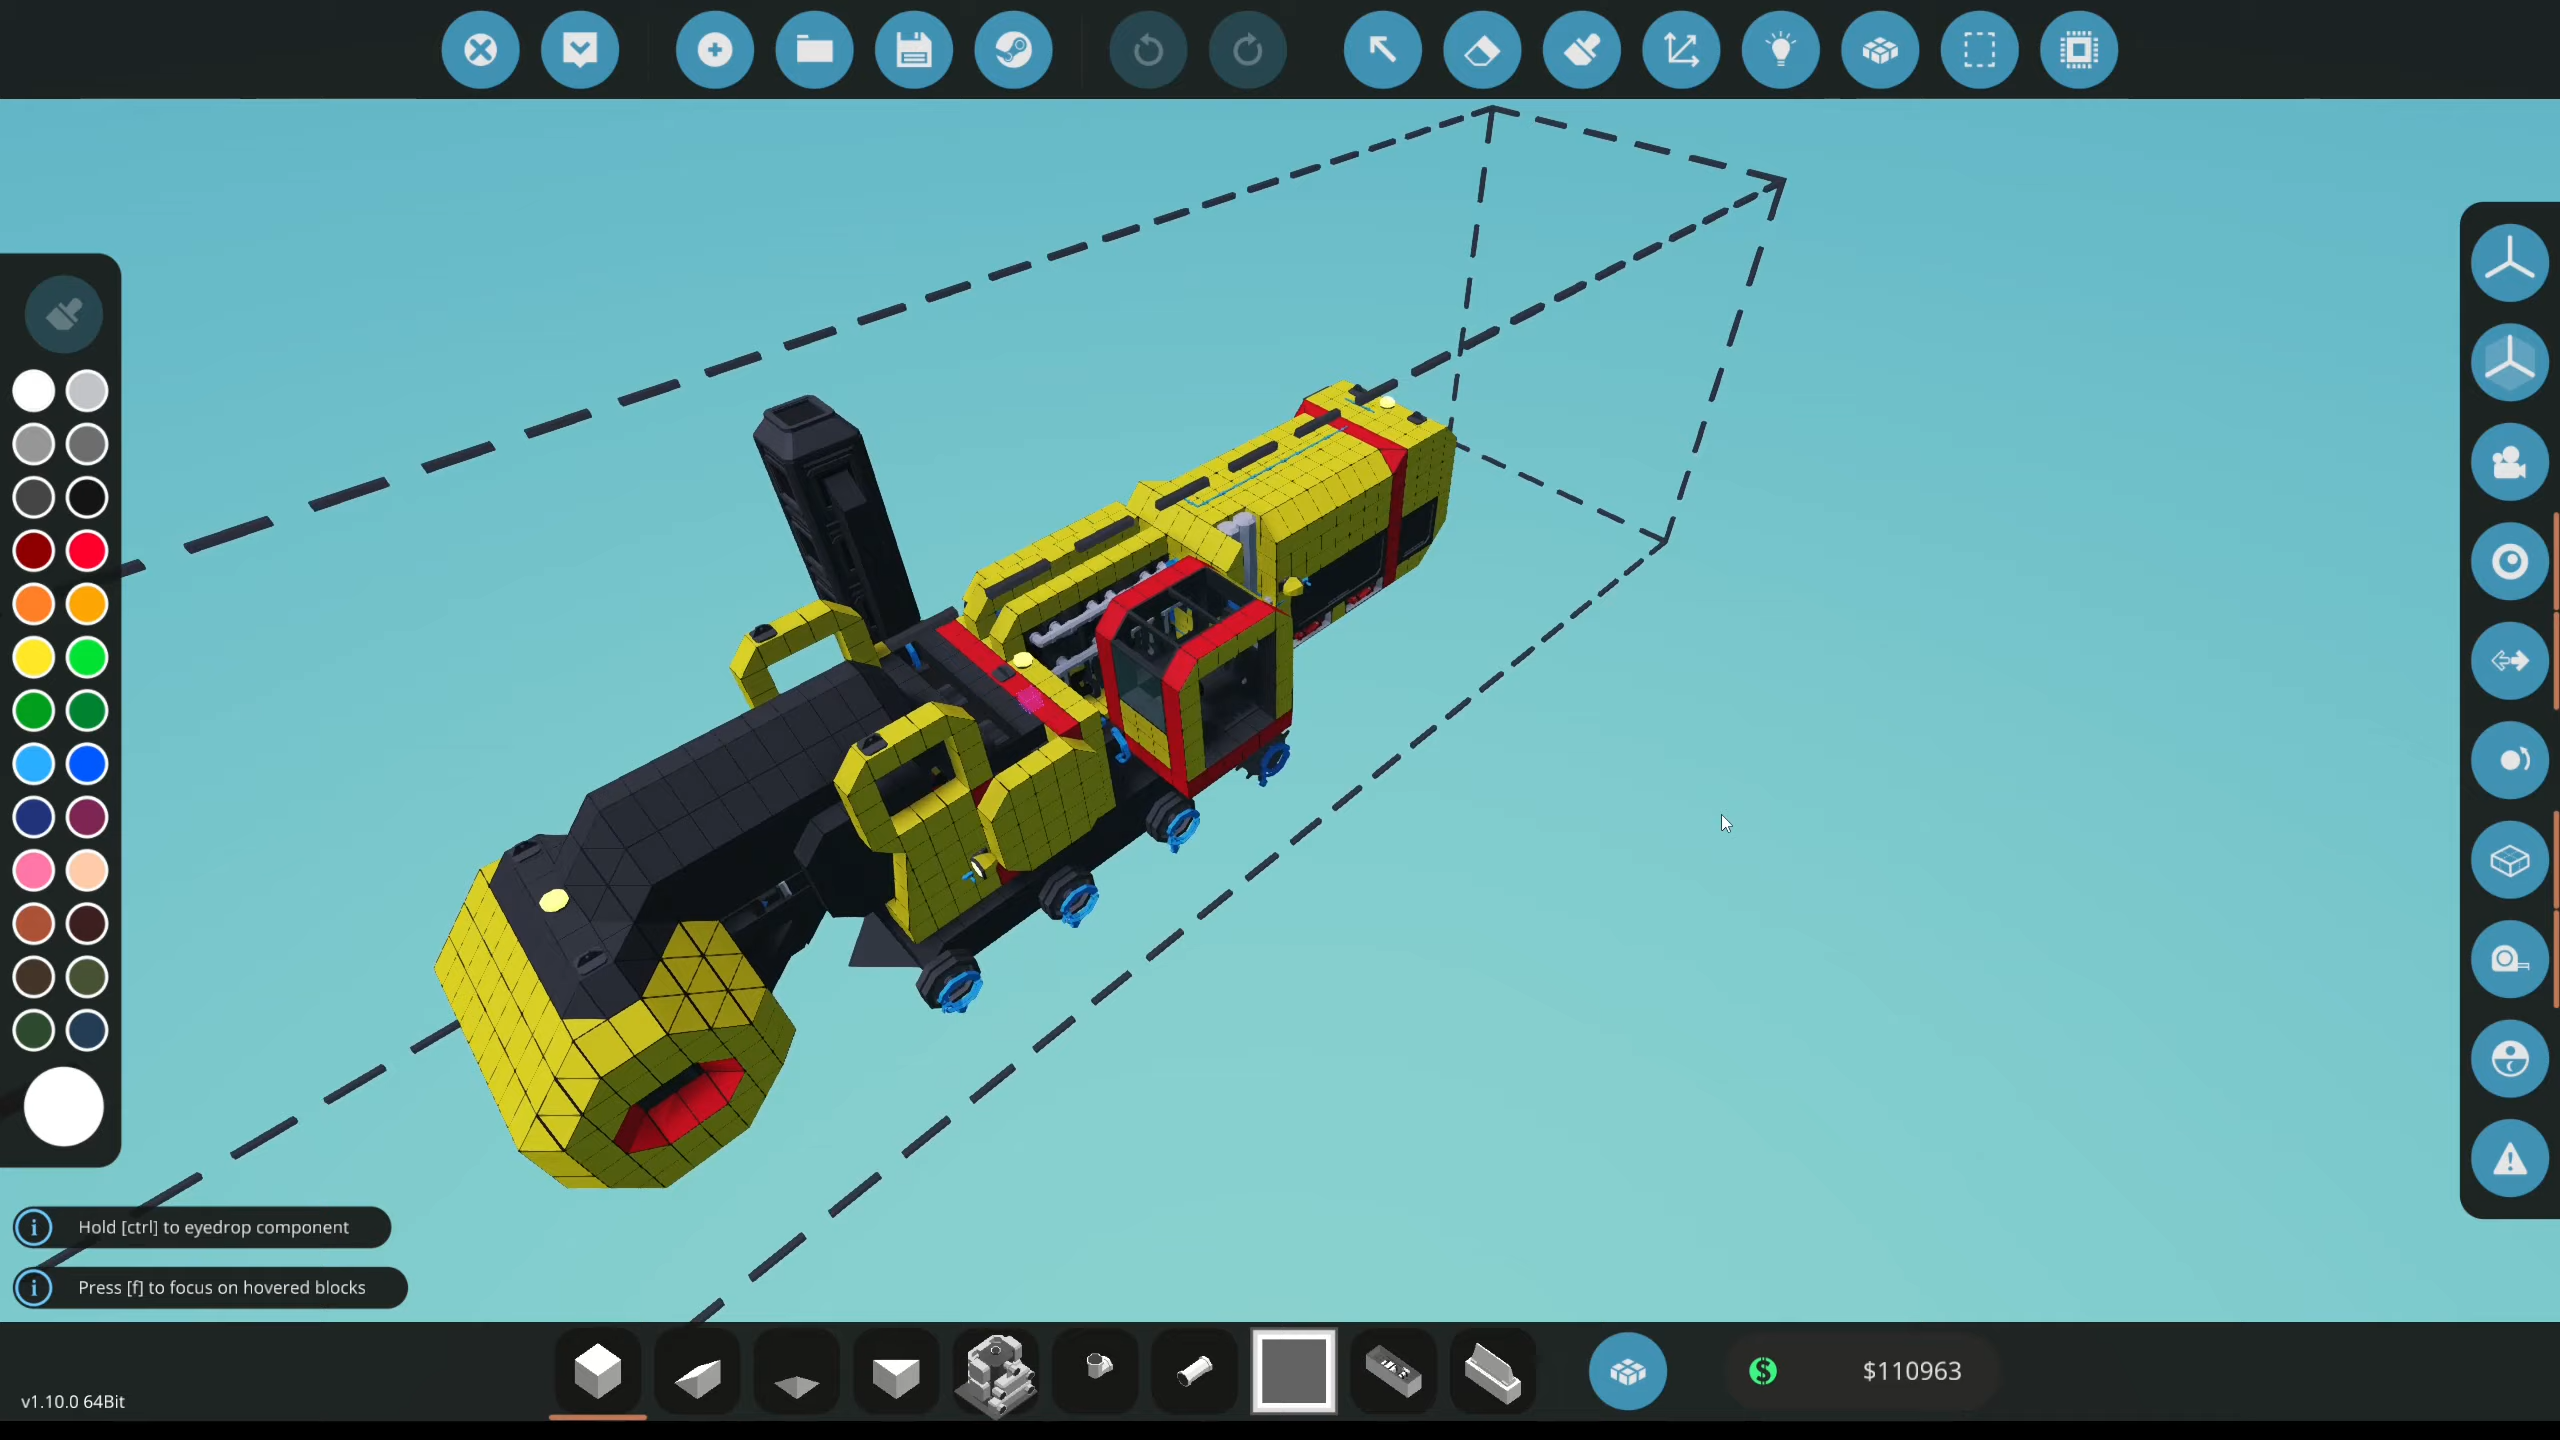 Hold [ctrl] to eyedrop component
Press [f] to focus on hovered blocks
$110963
v1.10.0 64Bit